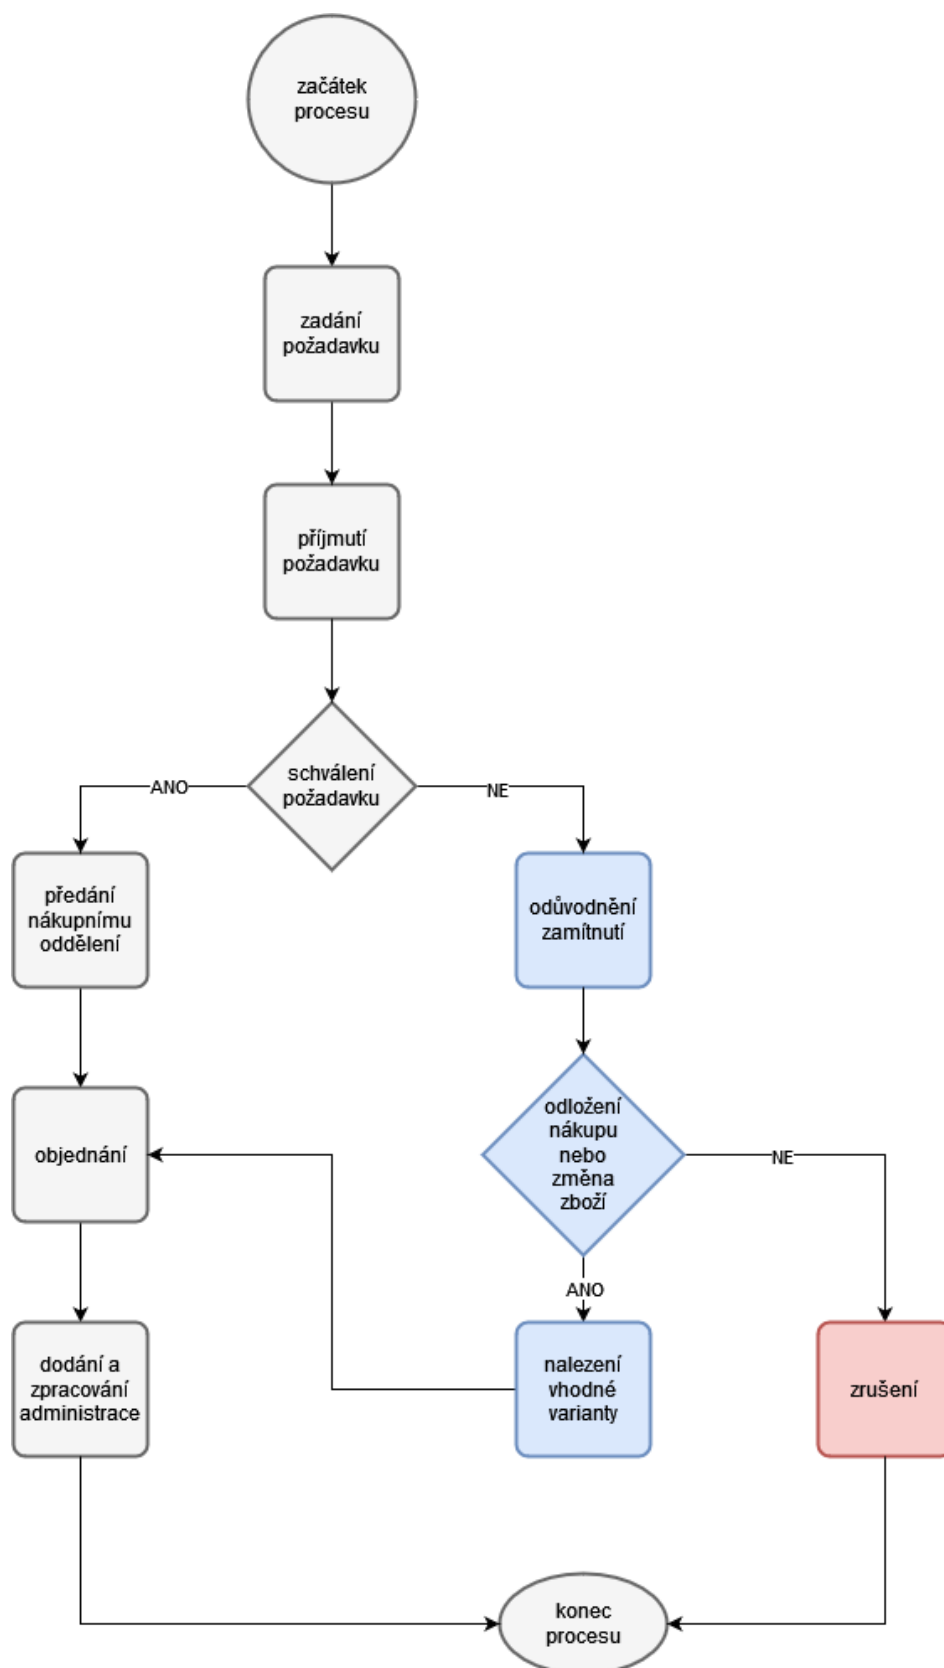 začátek
procesu
zadání
požadavku
příjmutí
požadavku
schválení
požadavku
ANO
NE
předání
nákupnímu
oddělení
odůvodnění
zamítnutí
objednání
odložení
nákupu
nebo
změna
zboží
NE
ANO
dodání a
zpracování
administrace
nalezení
vhodné
varianty
zrušení
konec
procesu